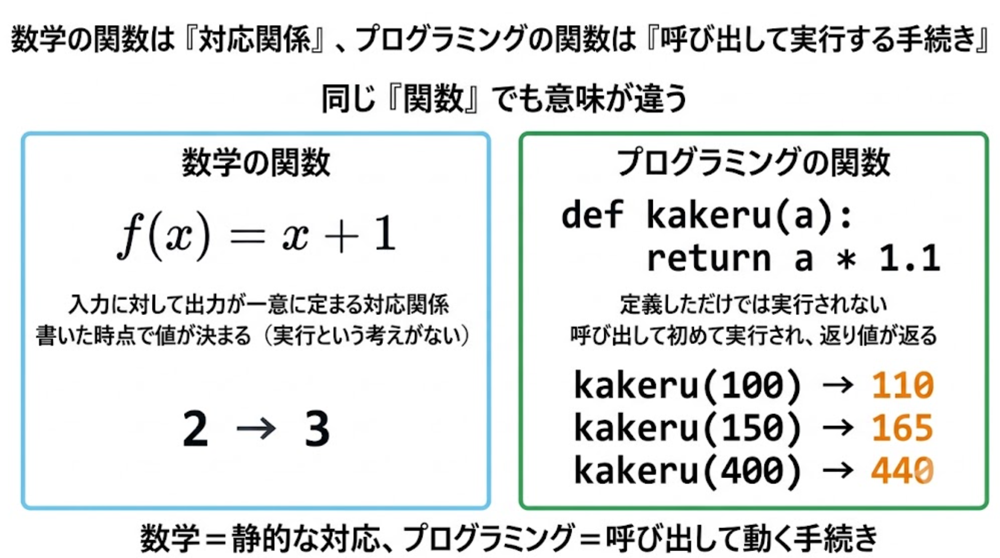 数学の関数は『対応関係』、プログラミングの関数は『呼び出して実行する手続き』
同じ『関数』でも意味が違う
数学の関数
f(x) = x + 1
入力に対して出力が一意に定まる対応関係
書いた時点で値が決まる（実行という考えがない）
2 → 3
プログラミングの関数
def kakeru(a):
    return a * 1.1
定義しただけでは実行されない
呼び出して初めて実行され、返り値が返る
kakeru(100) → 110
kakeru(150) → 165
kakeru(400) → 440
数学＝静的な対応、プログラミング＝呼び出して動く手続き